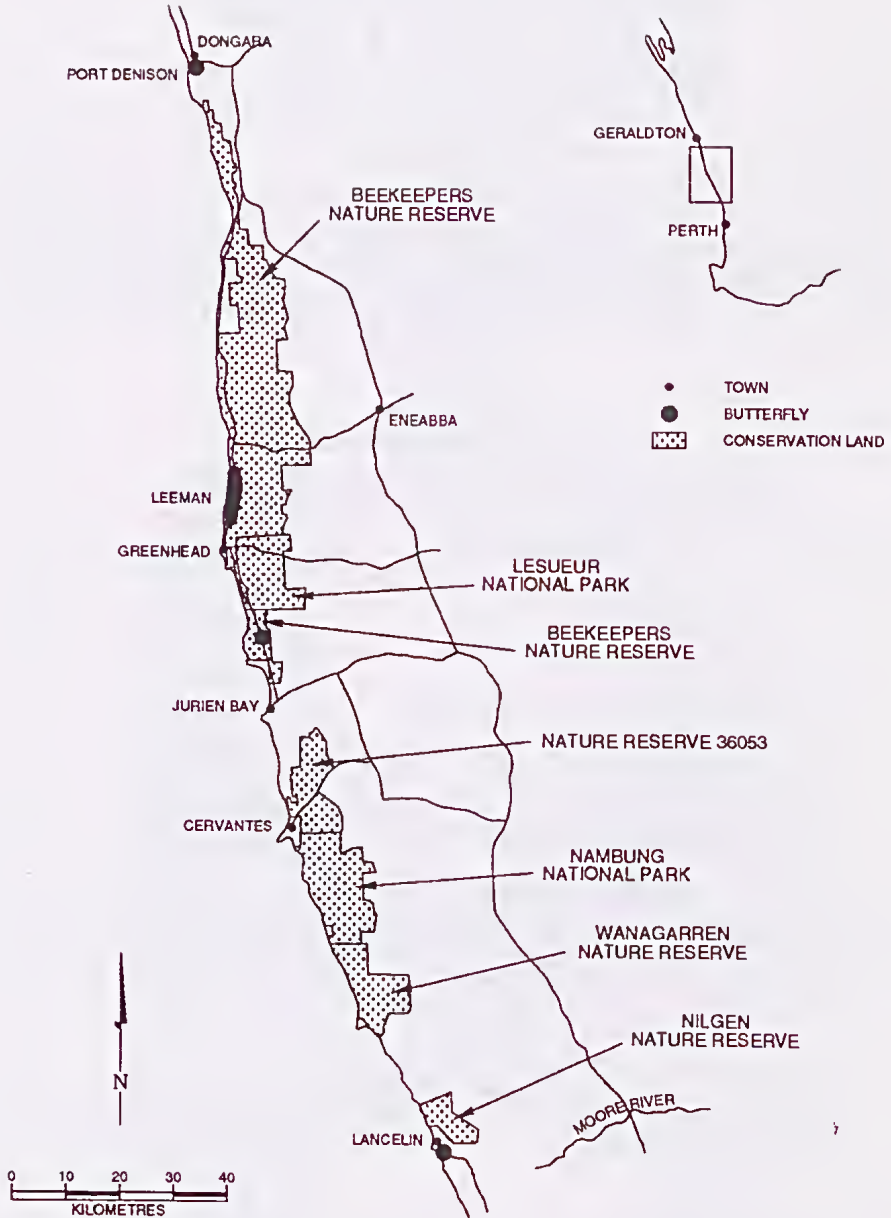 DONGARA
PORT DENISON
GERALDTON
PERTH
BEEKEEPERS
NATURE RESERVE
TOWN
BUTTERFLY
CONSERVATION LAND
ENEABBA
LEEMAN
GREENHEAD
LESUEUR
NATIONAL PARK
BEEKEEPERS
NATURE RESERVE
JURIEN BAY
NATURE RESERVE 36053
CERVANTES
NAMBUNG
NATIONAL PARK
WANAGARREN
NATURE RESERVE
NILGEN
NATURE RESERVE
N
MOORE RIVER
LANCELIN
0 10 20 30 40
KILOMETRES